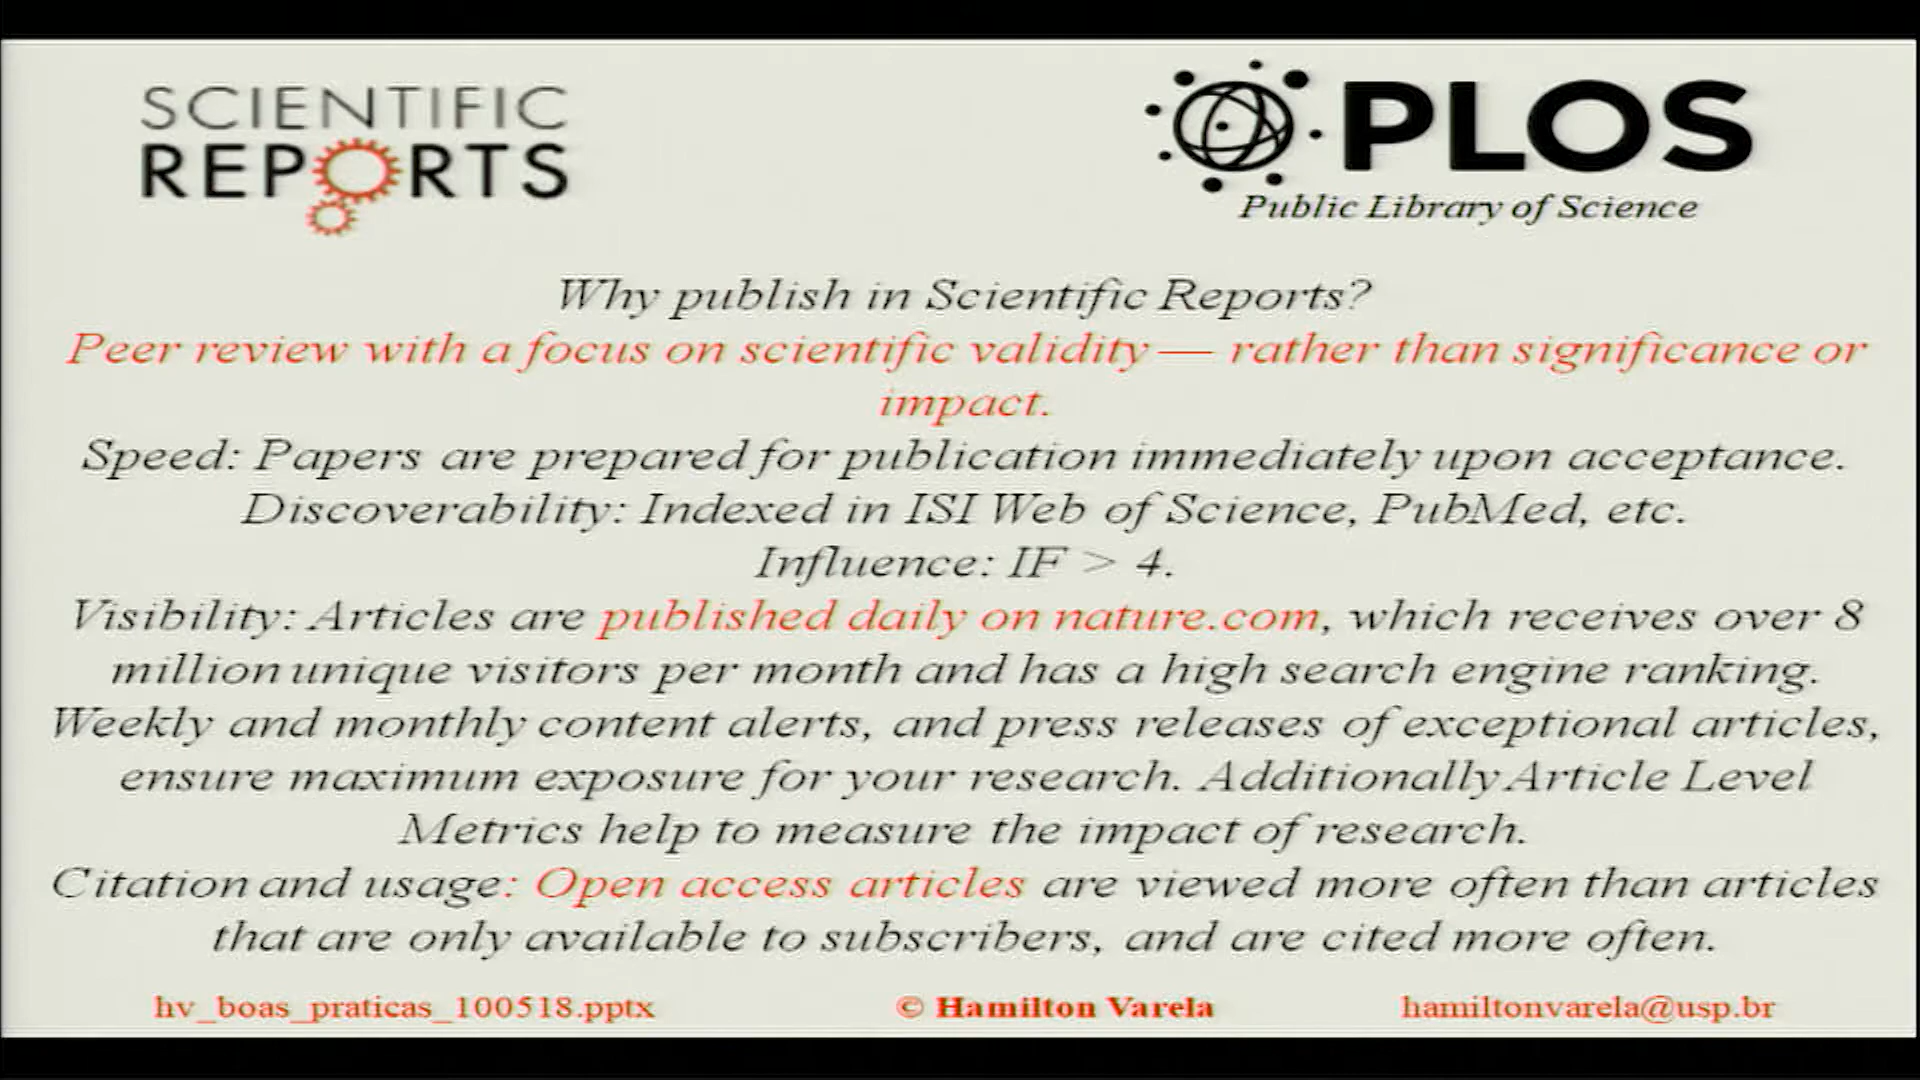 SCIENTIFIC
REPORTS
PLOS
Public Library of Science
Why publish in Scientific Reports?
Peer review with a focus on scientific validity — rather than significance or
impact.
Speed: Papers are prepared for publication immediately upon acceptance.
Discoverability: Indexed in ISI Web of Science, PubMed, etc.
Influence: IF > 4.
Visibility: Articles are published daily on nature.com, which receives over 8
million unique visitors per month and has a high search engine ranking.
Weekly and monthly content alerts, and press releases of exceptional articles,
ensure maximum exposure for your research. Additionally Article Level
Metrics help to measure the impact of research.
Citation and usage: Open access articles are viewed more often than articles
that are only available to subscribers, and are cited more often.
hv_boas_praticas_100518.pptx © Hamilton Varela hamiltonvarela@usp.br